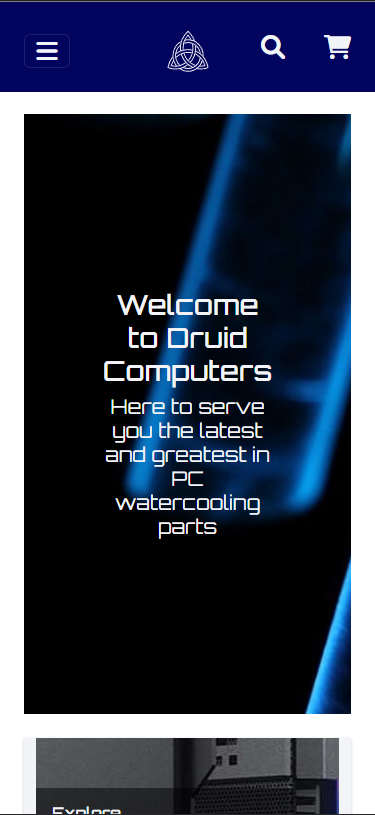 Welcome
to Druid
Computers
Here to serve
you the latest
and greatest in
PC
watercooling
parts
Explore